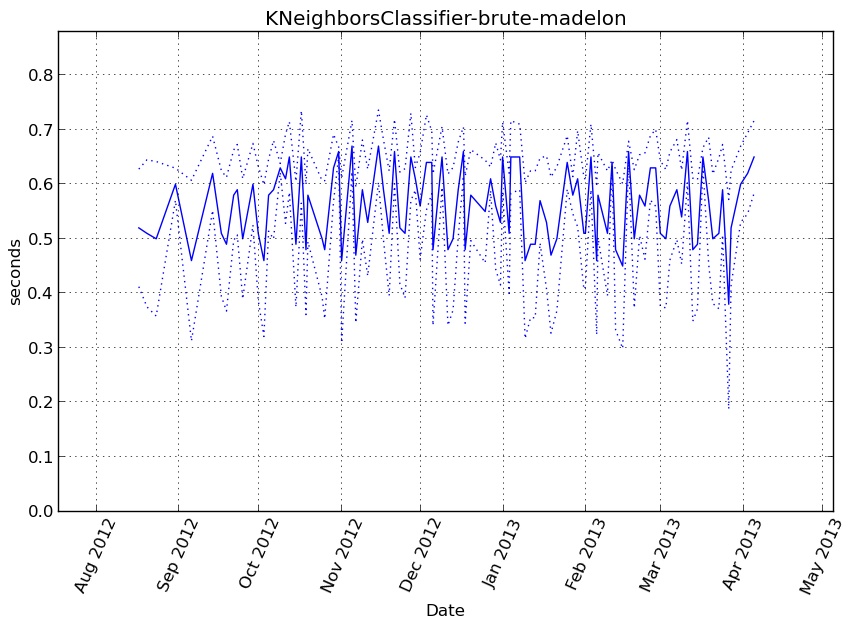 KNeighborsClassifier-brute-madelon
seconds
0.8
0.7
0.6
0.5
0.4
0.3
0.2
0.1
0.0
Aug 2012
Sep 2012
Oct 2012
Nov 2012
Dec 2012
Jan 2013
Feb 2013
Mar 2013
Apr 2013
May 2013
Date